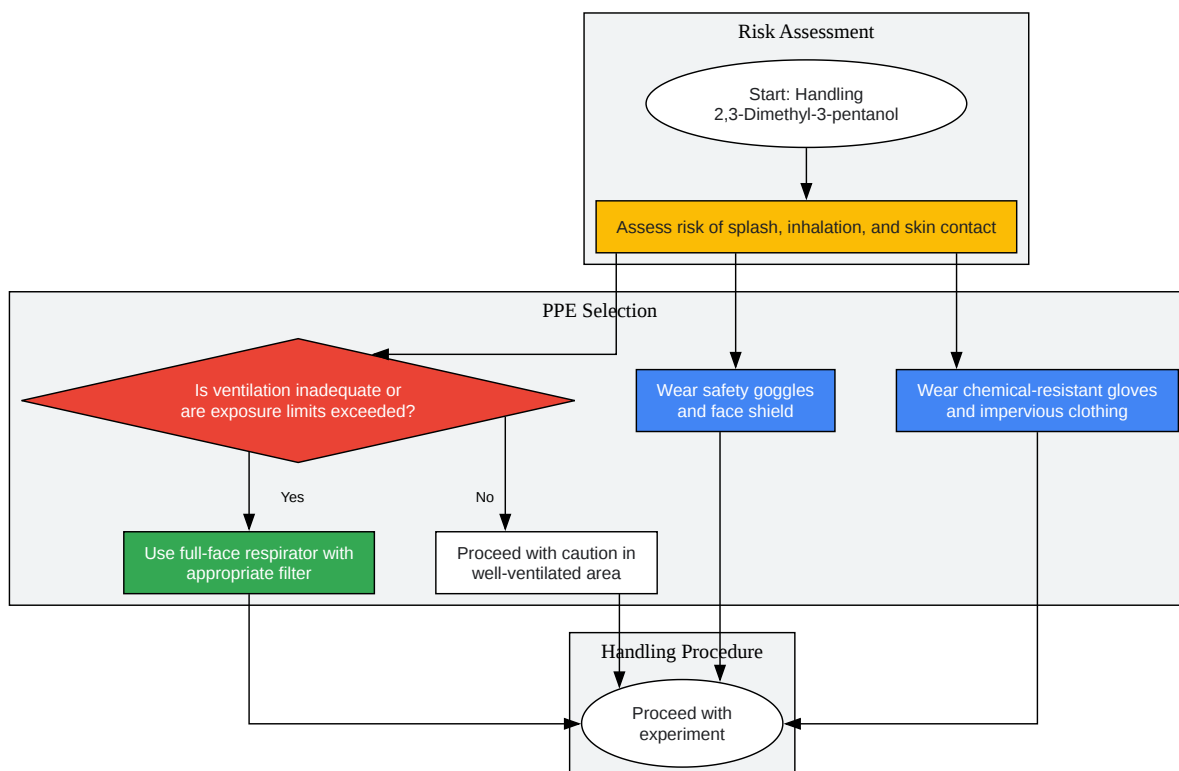 Risk Assessment
Start: Handling
2,3-Dimethyl-3-pentanol
Assess risk of splash, inhalation, and skin contact
PPE Selection
Is ventilation inadequate or
are exposure limits exceeded?
Wear safety goggles
and face shield
Wear chemical-resistant gloves
and impervious clothing
Yes
No
Use full-face respirator with
appropriate filter
Proceed with caution in
well-ventilated area
Handling Procedure
Proceed with
experiment